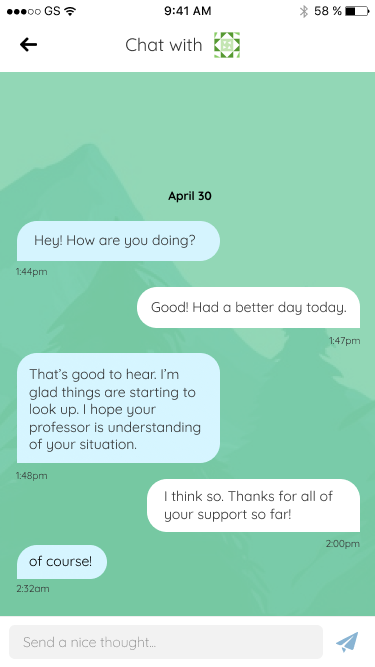 GS 9:41 AM 58 %
Chat with
April 30
Hey! How are you doing?
1:44pm
Good! Had a better day today.
1:47pm
That's good to hear. I'm
glad things are starting to
look up. I hope your
professor is understanding
of your situation.
1:48pm
I think so. Thanks for all of
your support so far!
2:00pm
of course!
2:32am
Send a nice thought...